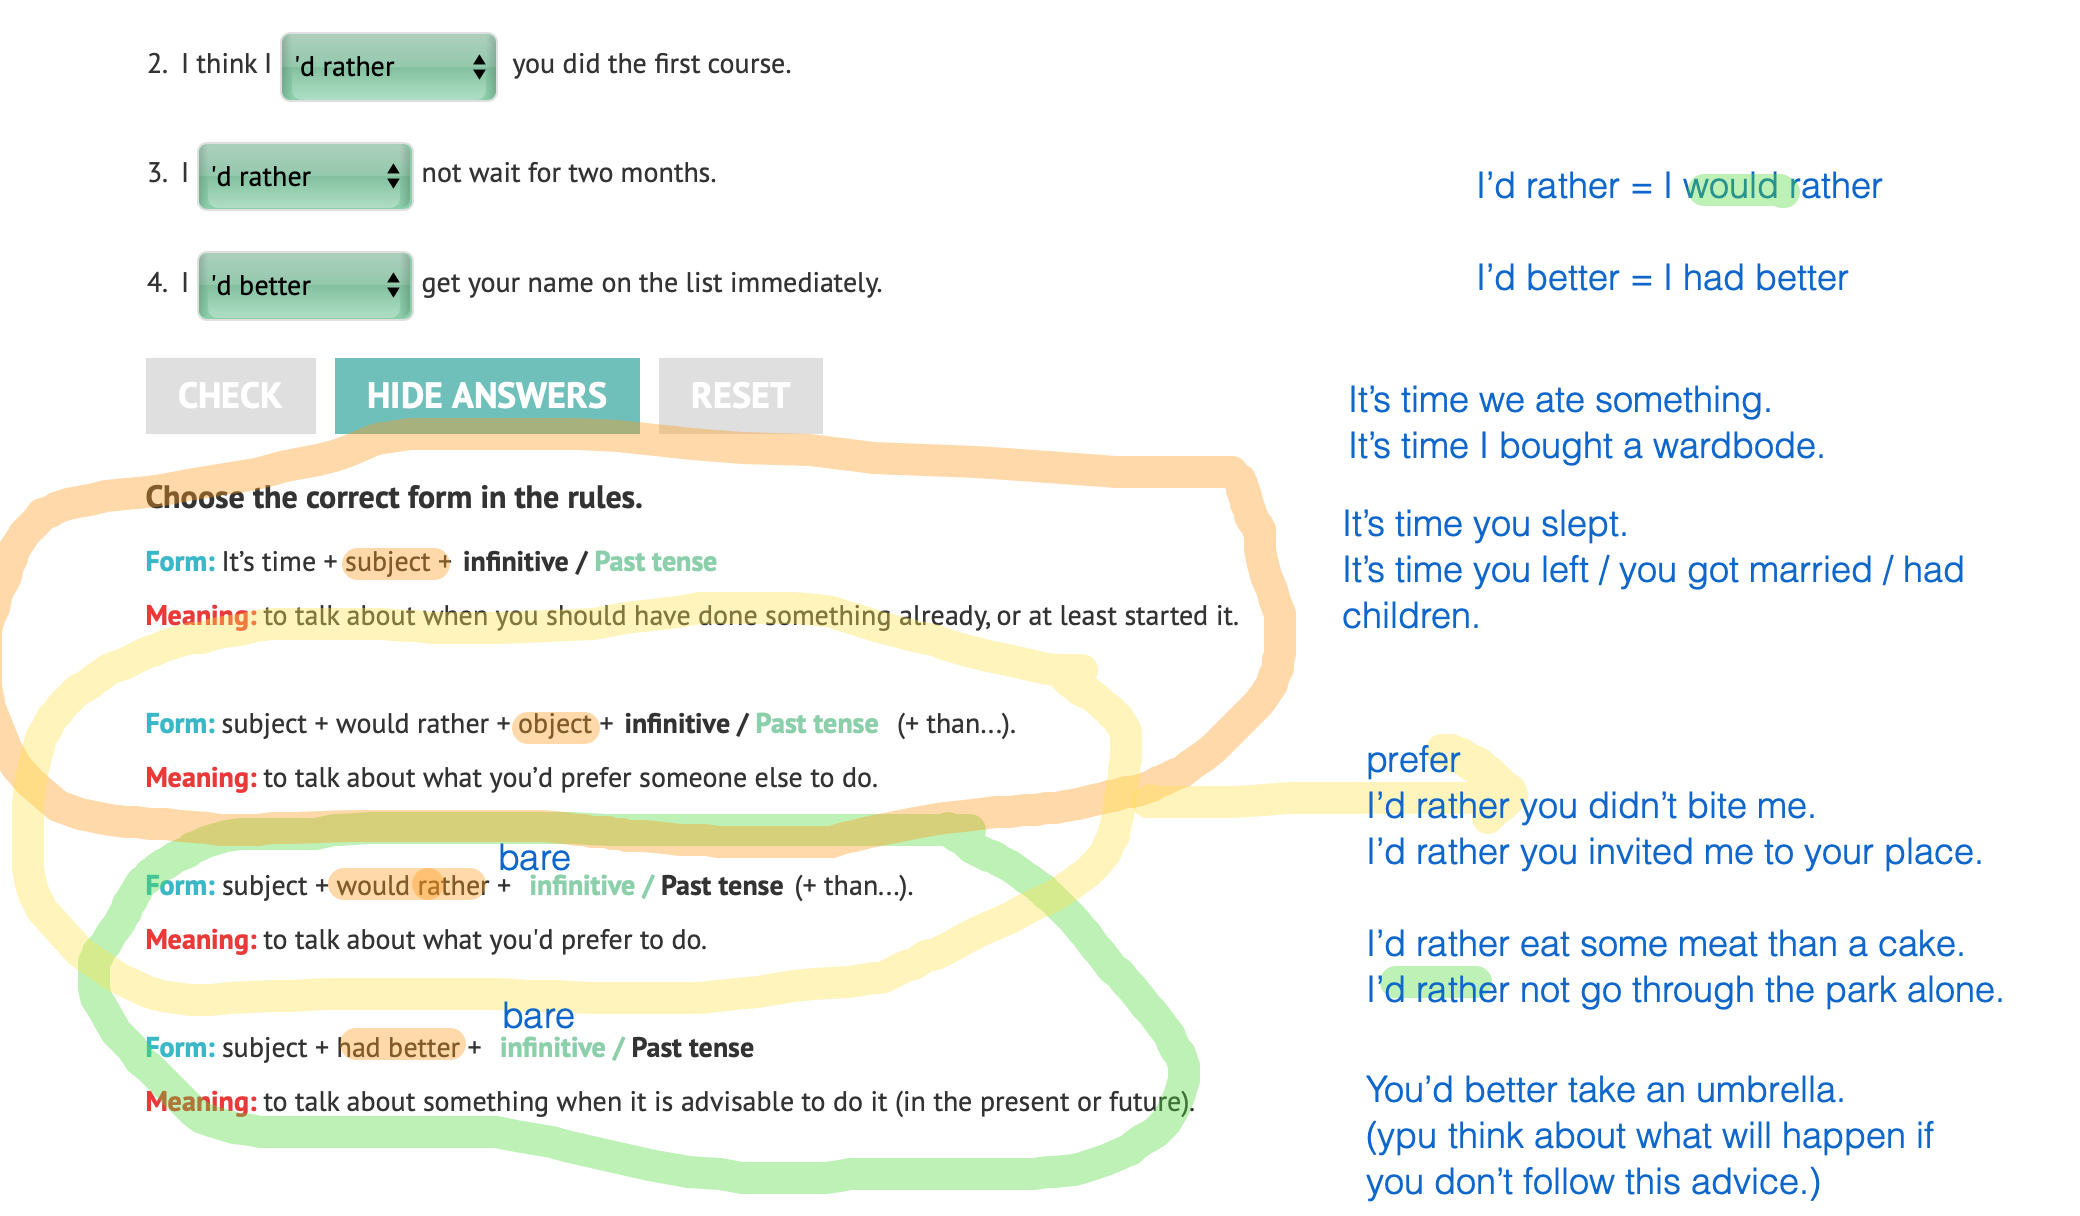 2. I think I 'd rather you did the first course.
3. I 'd rather not wait for two months.
4. I 'd better get your name on the list immediately.
CHECK HIDE ANSWERS RESET
Choose the correct form in the rules.
Form: It's time + subject + infinitive / Past tense
Meaning: to talk about when you should have done something already, or at least started it.
Form: subject + would rather + object + infinitive / Past tense (+ than...).
Meaning: to talk about what you'd prefer someone else to do.
bare
Form: subject + would rather + infinitive / Past tense (+ than...).
Meaning: to talk about what you'd prefer to do.
bare
Form: subject + had better + infinitive / Past tense
Meaning: to talk about something when it is advisable to do it (in the present or future).
I'd rather = I would rather
I'd better = I had better
It's time we ate something.
It's time I bought a wardbode.
It's time you slept.
It's time you left / you got married / had
children.
prefer
I'd rather you didn't bite me.
I'd rather you invited me to your place.
I'd rather eat some meat than a cake.
I'd rather not go through the park alone.
You'd better take an umbrella.
(ypu think about what will happen if
you don't follow this advice.)